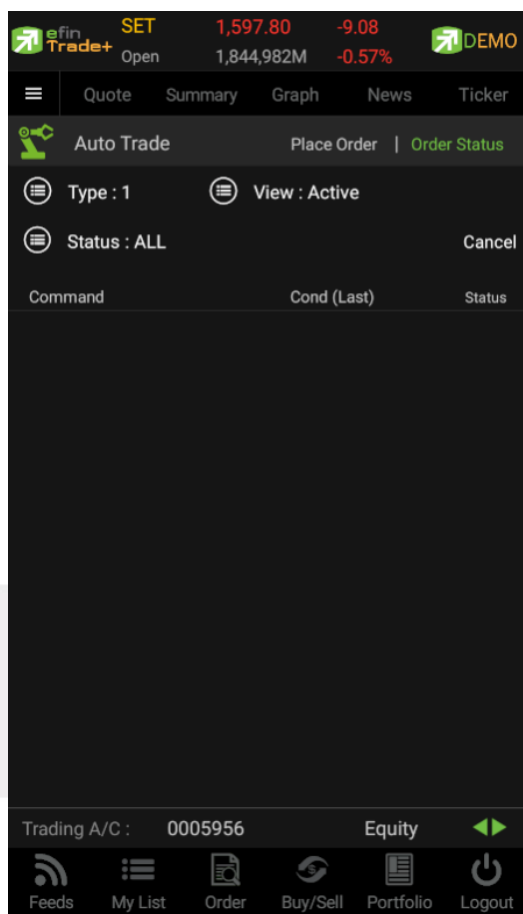 efin Trade+ SET 1,597.80 -9.08 DEMO
Open 1,844,982M -0.57%
Quote Summary Graph News Ticker
Auto Trade Place Order | Order Status
Type : 1 View : Active
Status : ALL Cancel
Command Cond (Last) Status
Trading A/C : 0005956 Equity
Feeds My List Order Buy/Sell Portfolio Logout